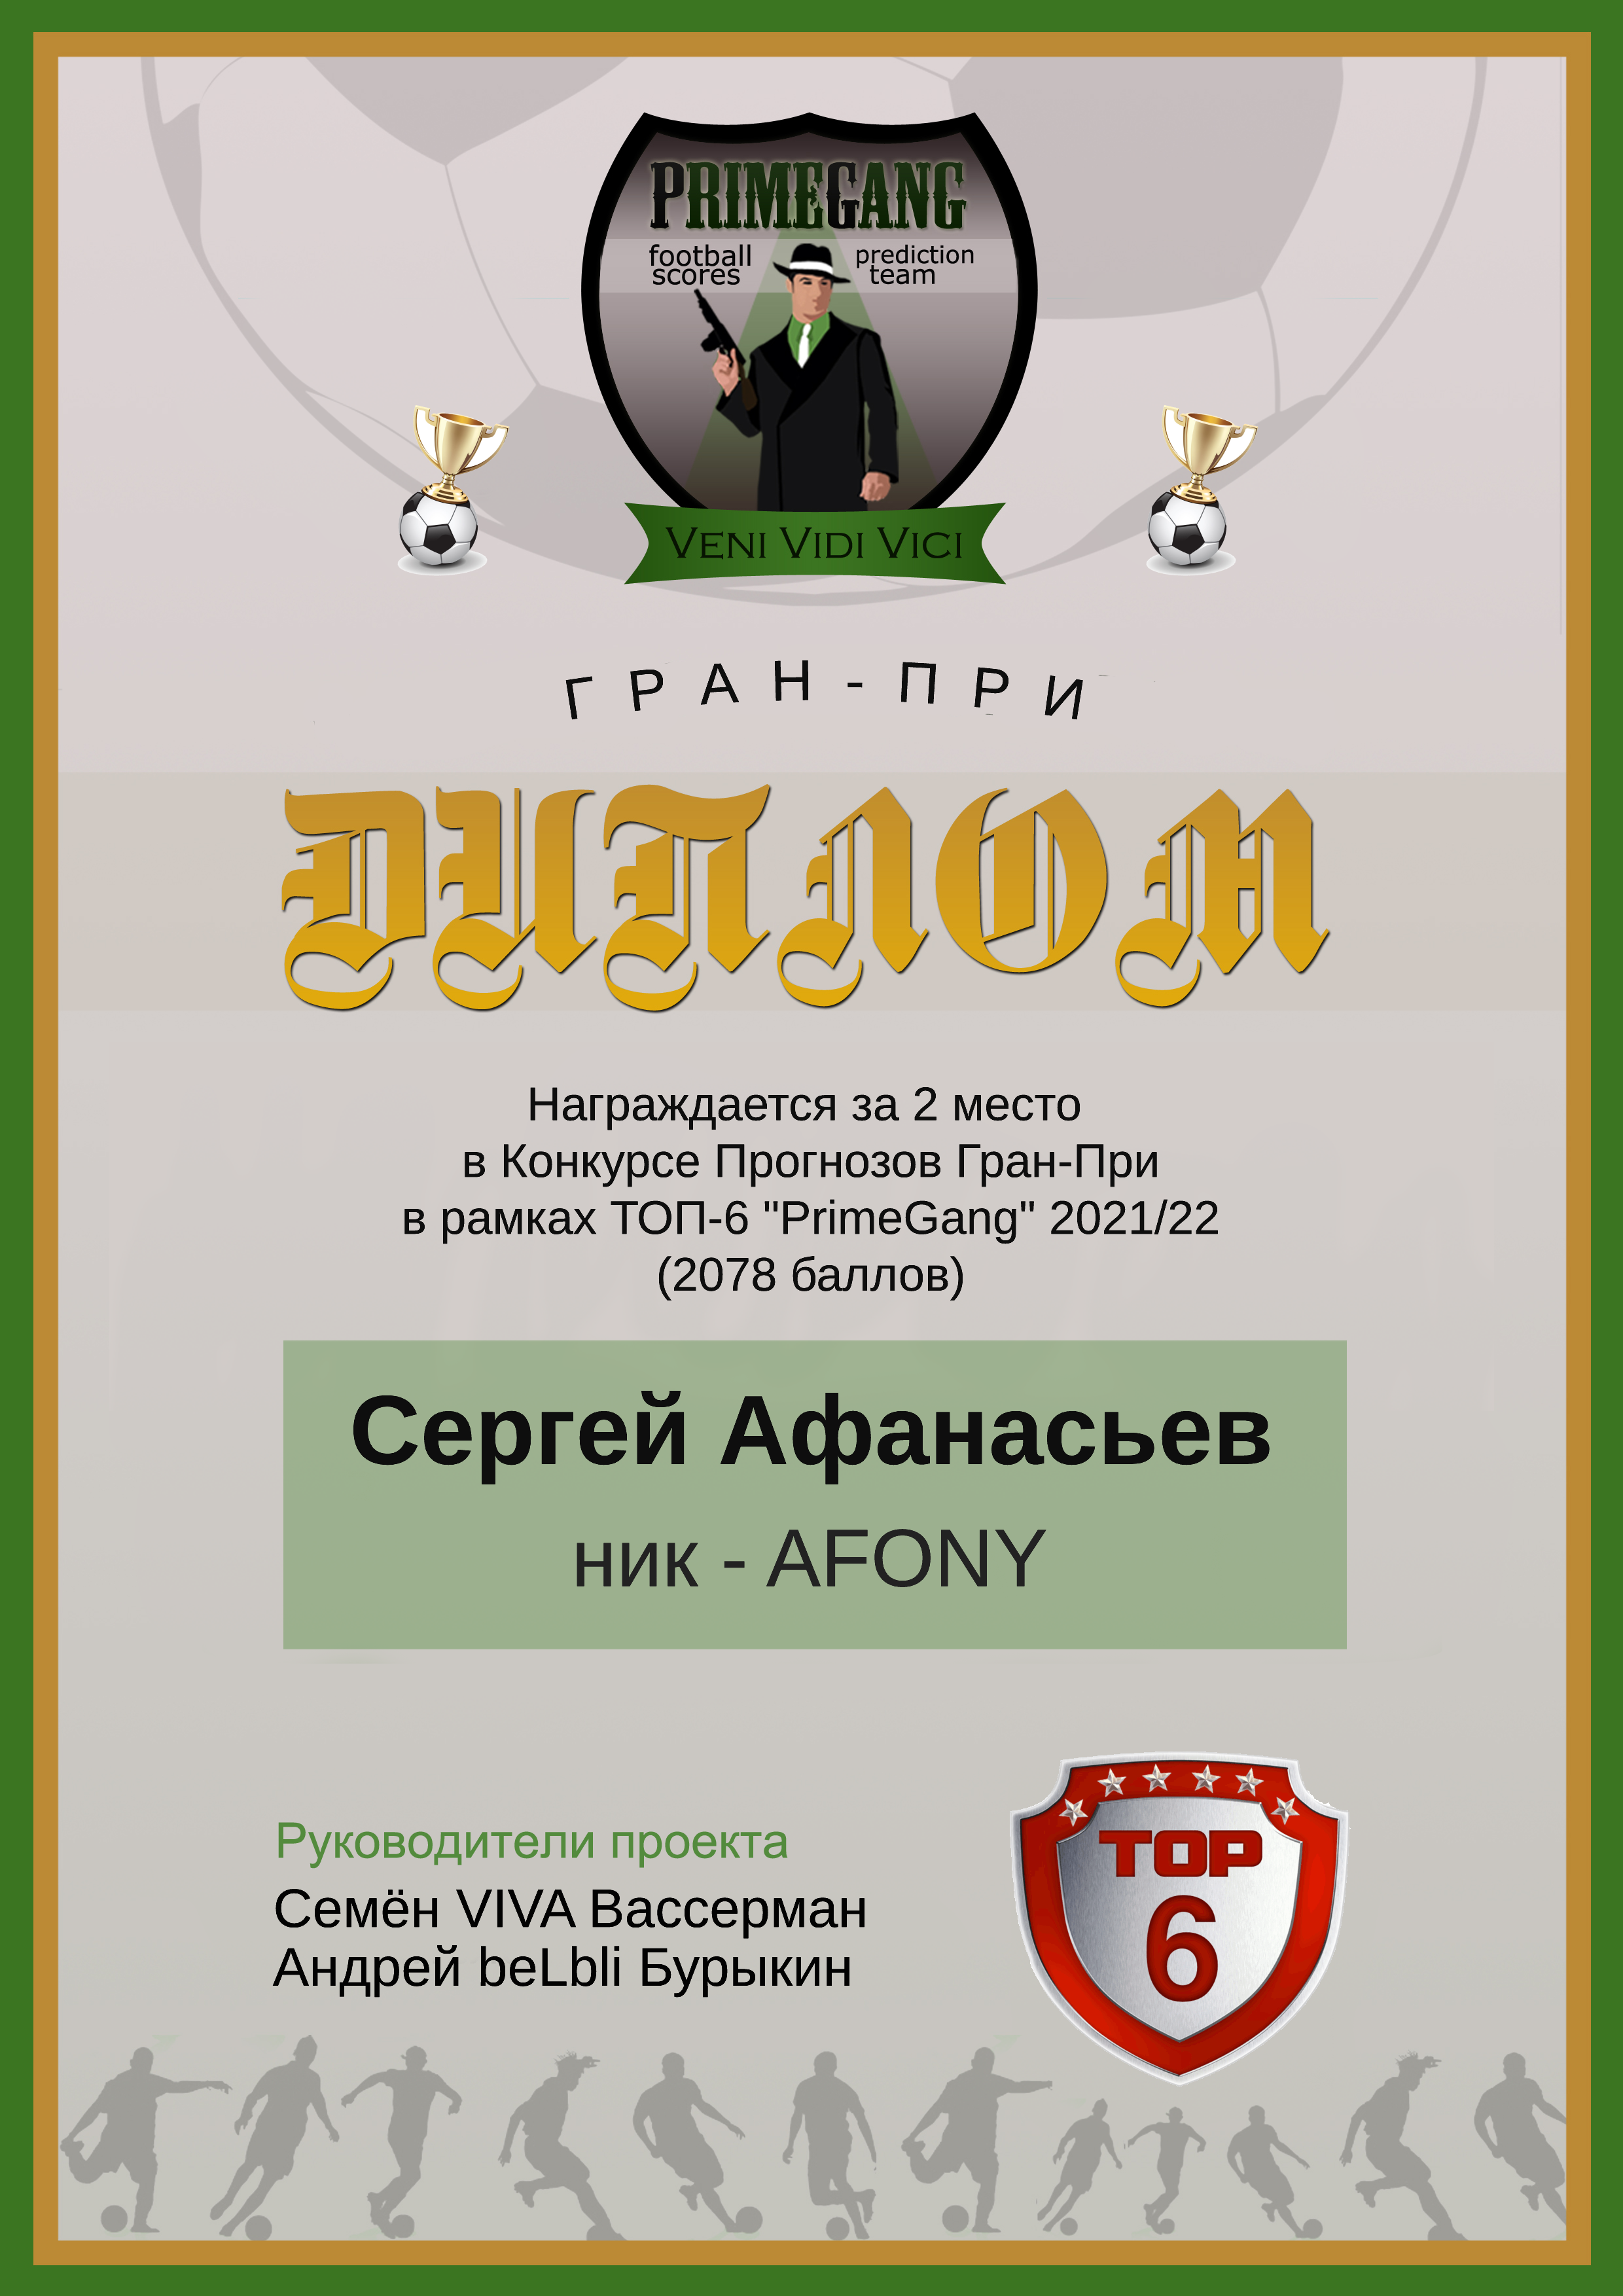 PRIMEGANG
football scores
prediction team
VENI VIDI VICI
ГРАН-ПРИ
ДИПЛОМ
Награждается за 2 место
в Конкурсе Прогнозов Гран-При
в рамках ТОП-6 "PrimeGang" 2021/22
(2078 баллов)
Сергей Афанасьев
ник - AFONY
Руководители проекта
Семён VIVA Вассерман
Андрей beLbli Бурыкин
TOP
6